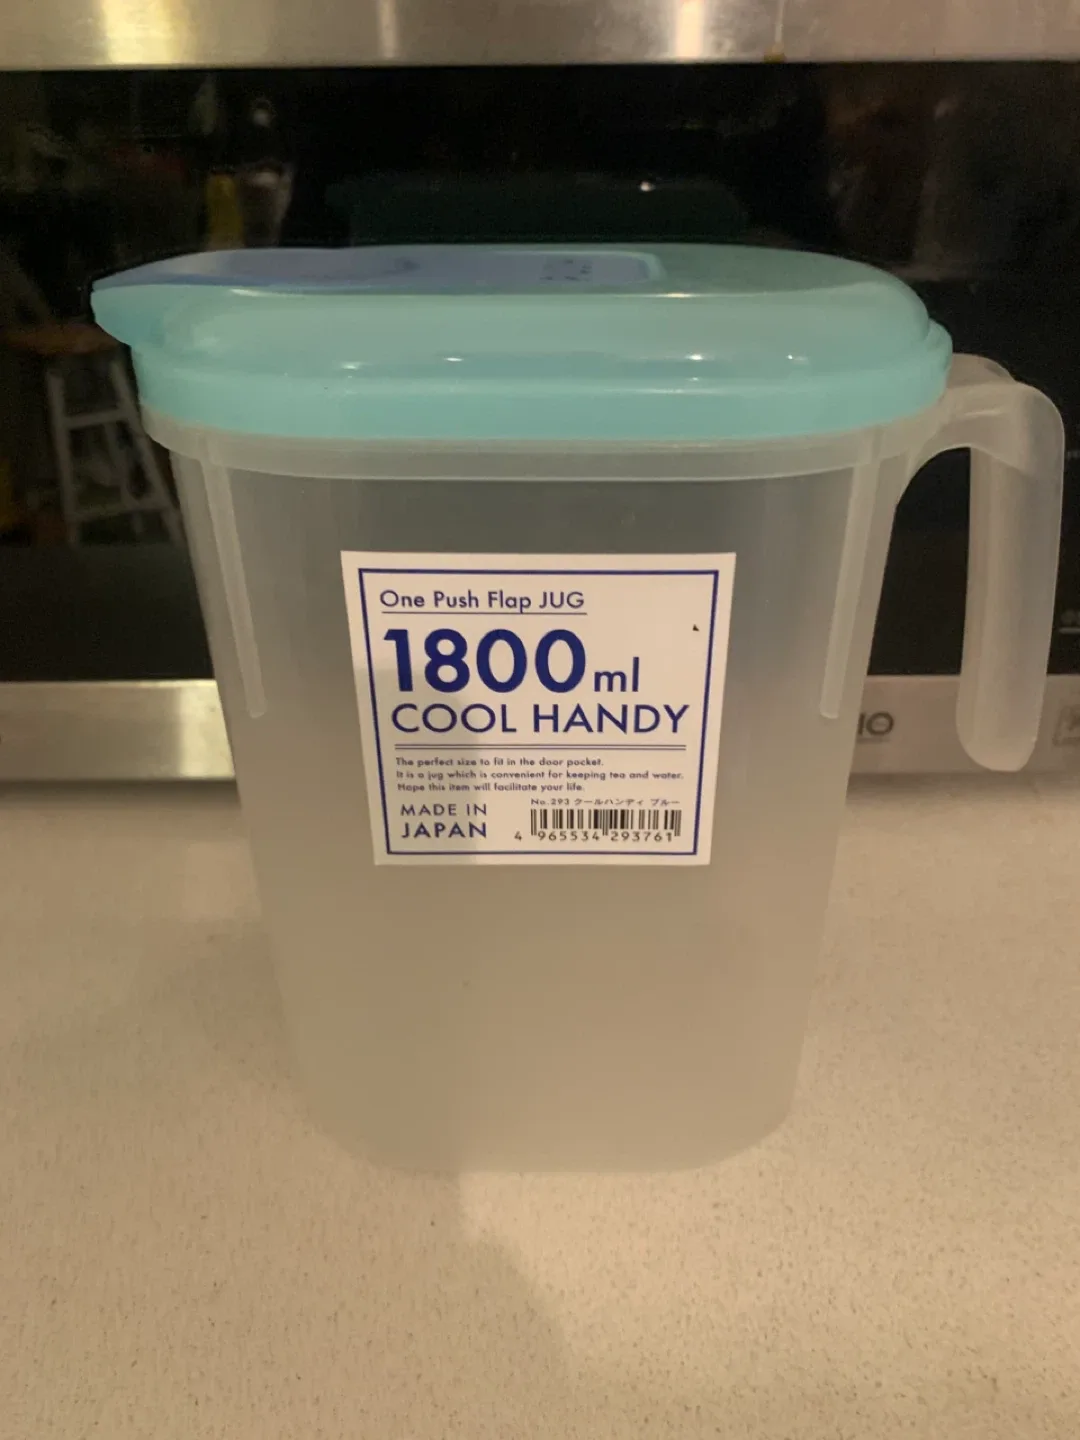 One Push Flap JUG
1800ml
COOL HANDY
The perfect size to fit in the door pocket.
It is a jug which is convenient for keeping tea and water.
Hope this item will facilitate your life.
MADE IN
JAPAN
No.293 クールハンディ ブルー
4 965534 293761